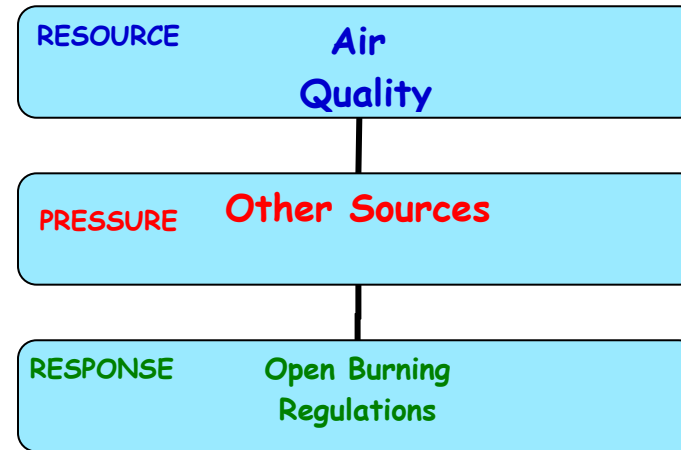 RESOURCE
Air
Quality
PRESSURE
Other Sources
RESPONSE
Open Burning
Regulations